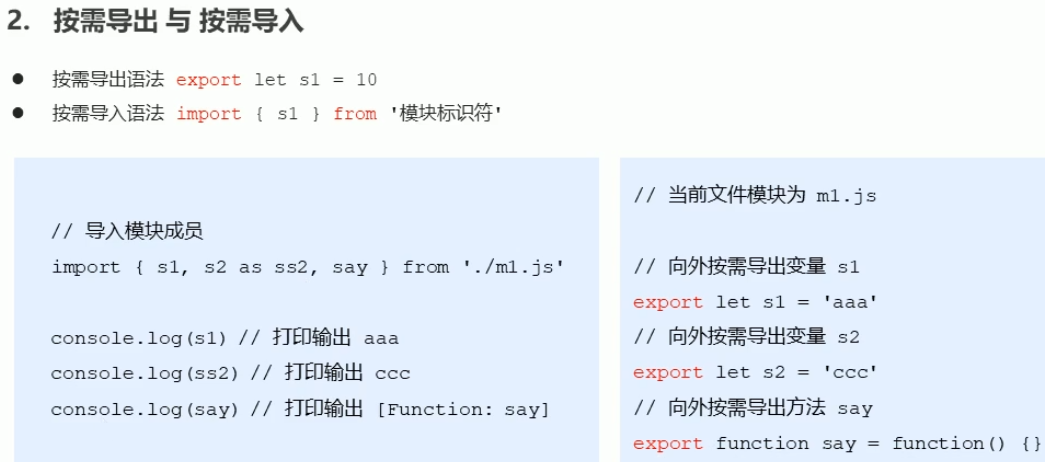 2. 按需导出 与 按需导入
● 按需导出语法 export let s1 = 10
● 按需导入语法 import { s1 } from '模块标识符'
// 导入模块成员
import { s1, s2 as ss2, say } from './m1.js'
console.log(s1) // 打印输出 aaa
console.log(ss2) // 打印输出 ccc
console.log(say) // 打印输出 [Function: say]
// 当前文件模块为 m1.js
// 向外按需导出变量 s1
export let s1 = 'aaa'
// 向外按需导出变量 s2
export let s2 = 'ccc'
// 向外按需导出方法 say
export function say = function() {}